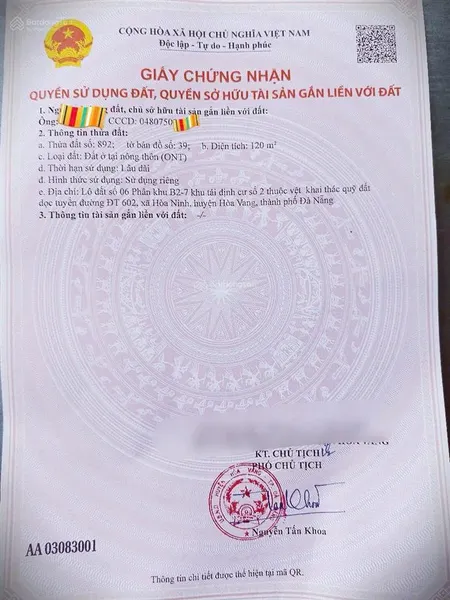 CỘNG HÒA XÃ HỘI CHỦ NGHĨA VIỆT NAM
Độc lập - Tự do - Hạnh phúc
GIẤY CHỨNG NHẬN
QUYỀN SỬ DỤNG ĐẤT, QUYỀN SỞ HỮU TÀI SẢN GẮN LIỀN VỚI ĐẤT
1. đất, chủ sở hữu tài sản gắn liền với đất:
Ông: CCCD: 0480750
2. Thông tin thửa đất:
a. Thửa đất số: 892; tờ bản đồ số: 39; b. Diện tích: 120 m²
c. Loại đất: Đất ở tại nông thôn (ONT)
d. Thời hạn sử dụng: Lâu dài
đ. Hình thức sử dụng: Sử dụng riêng
e. Địa chỉ: Lô đất số 06 Phân khu B2-7 khu tái định cư số 2 thuộc vệt khai thác quỹ đất
dọc tuyến đường ĐT 602, xã Hòa Ninh, huyện Hòa Vang, thành phố Đà Nẵng
3. Thông tin tài sản gắn liền với đất: -/-
KT. CHỦ TỊCH
PHÓ CHỦ TỊCH
Nguyễn Tấn Khoa
AA 03083001
Thông tin chi tiết được thể hiện tại mã QR.